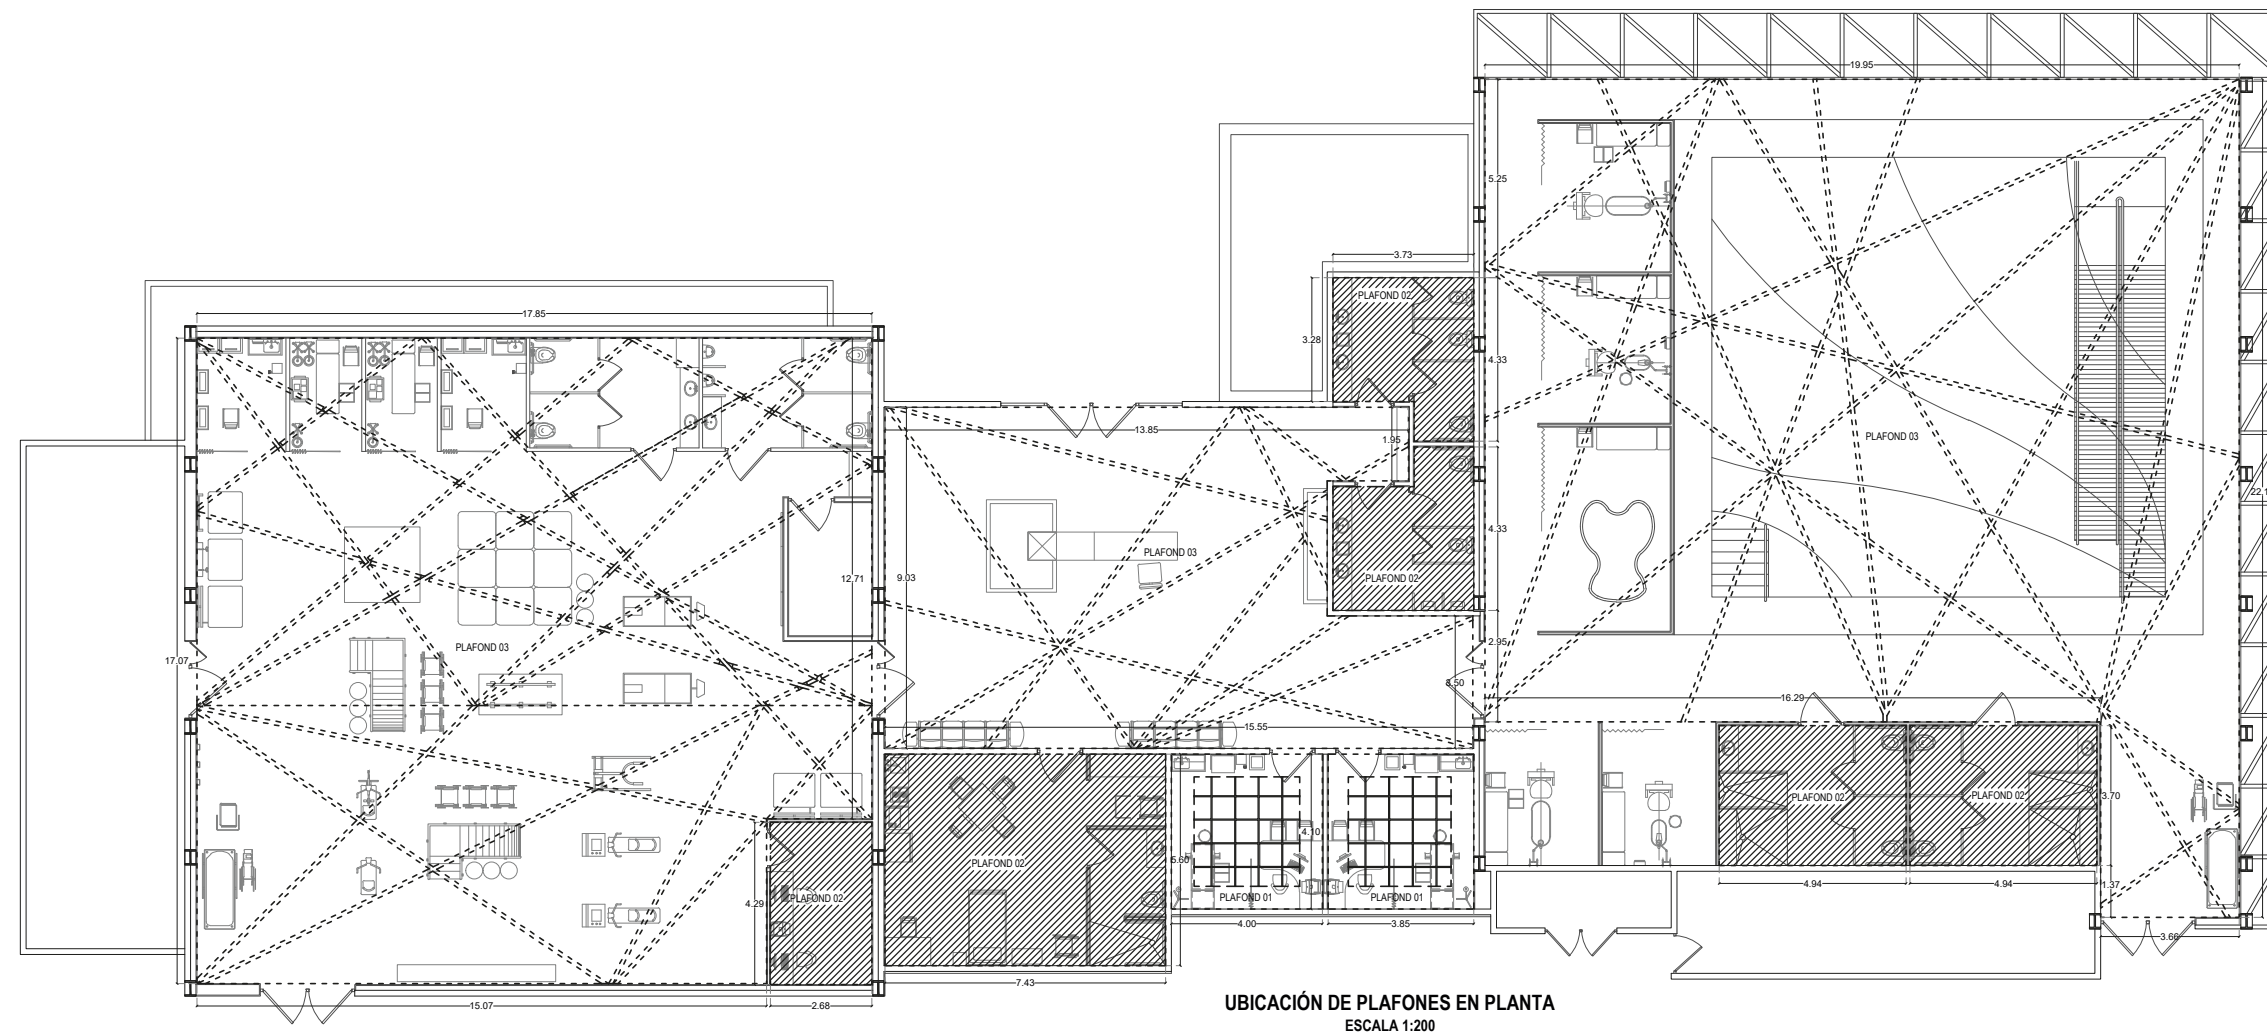 19.95
5.25
3.73
PLAFOND 02
17.85
3.28
4.33
13.85
1.95
PLAFOND 03
22.1
4.33
PLAFOND 03
12.71
9.03
PLAFOND 02
PLAFOND 03
2.95
17.07
3.50
16.29
15.55
PLAFOND 02
PLAFOND 02
3.70
4.10
5.60
PLAFOND 02
4.94
4.94
1.37
PLAFOND 02
4.29
PLAFOND 01
PLAFOND 01
4.00
3.85
3.66
7.43
15.07
2.68
UBICACIÓN DE PLAFONES EN PLANTA
ESCALA 1:200